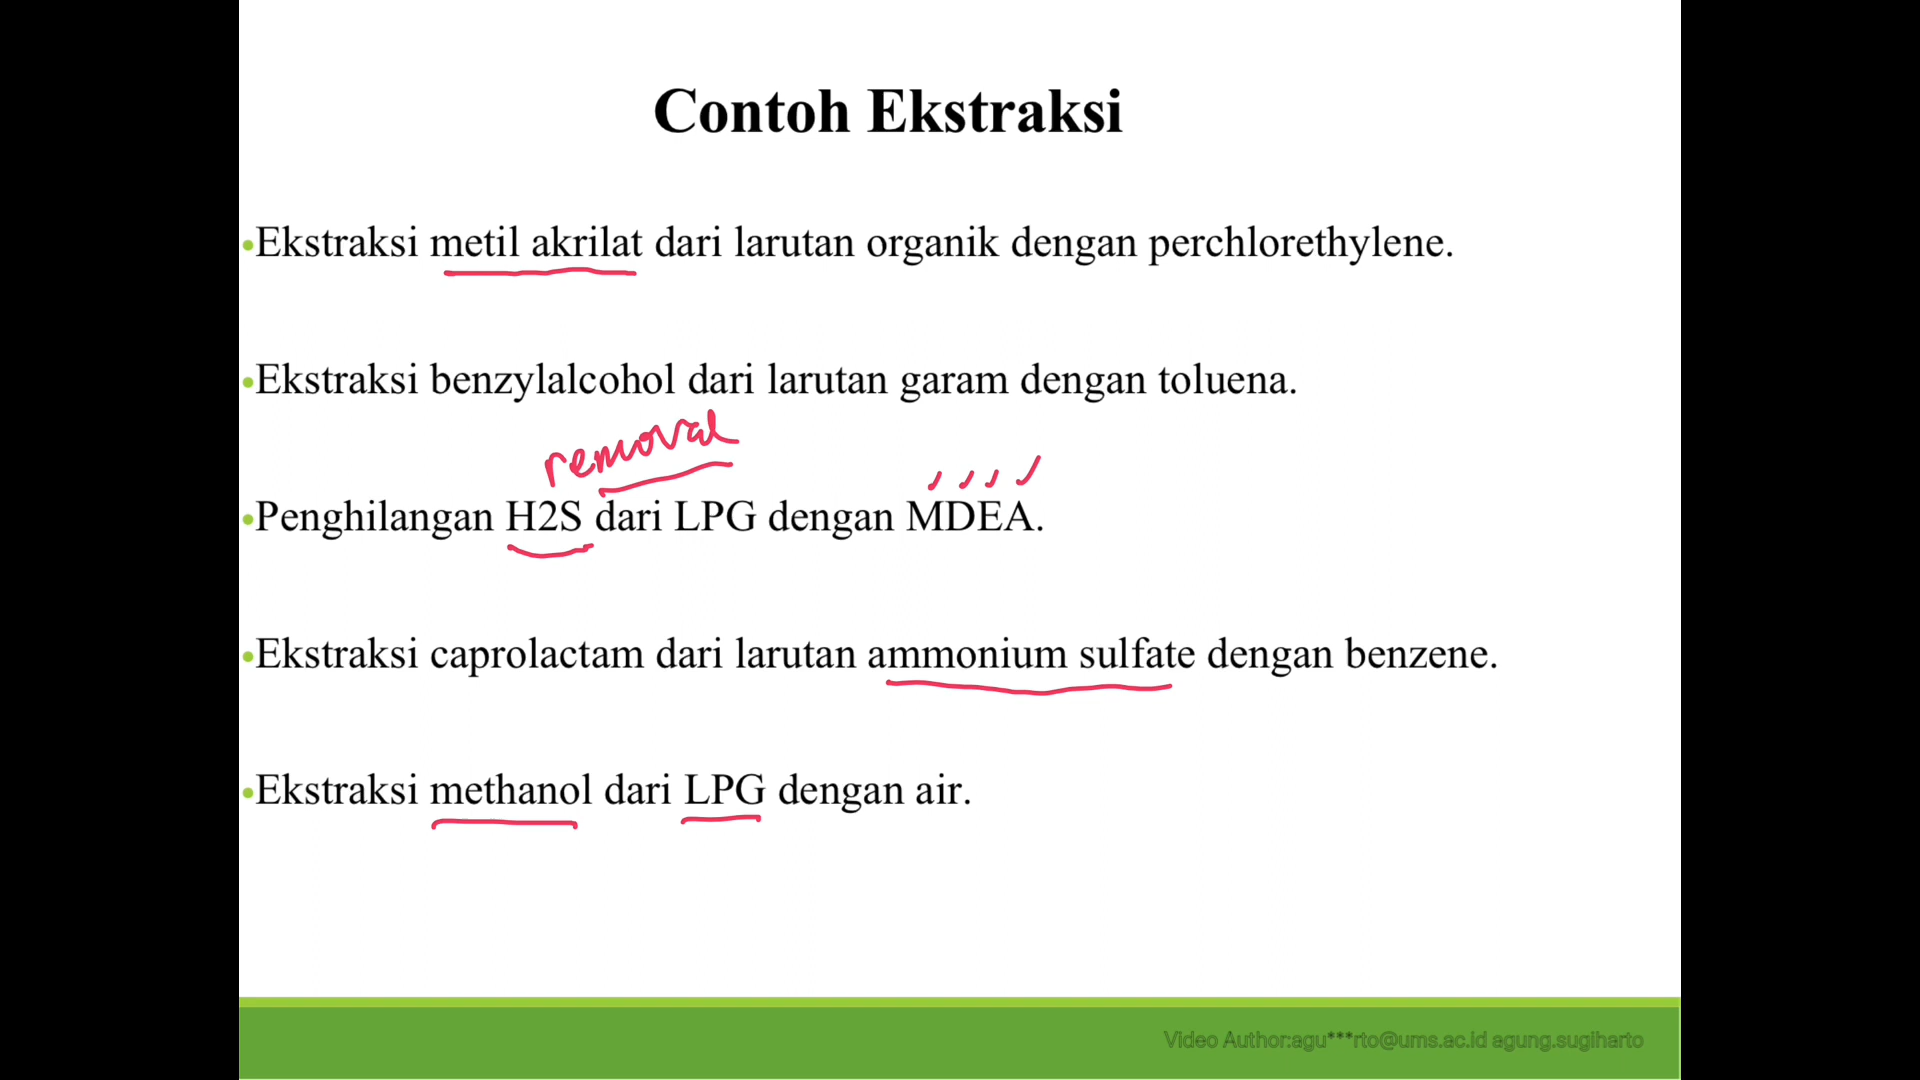 Contoh Ekstraksi
•Ekstraksi metil akrilat dari larutan organik dengan perchlorethylene.
•Ekstraksi benzylalcohol dari larutan garam dengan toluena.
removal
•Penghilangan H2S dari LPG dengan MDEA.
•Ekstraksi caprolactam dari larutan ammonium sulfate dengan benzene.
•Ekstraksi methanol dari LPG dengan air.
Video Author:agu***rto@ums.ac.id agung.sugiharto